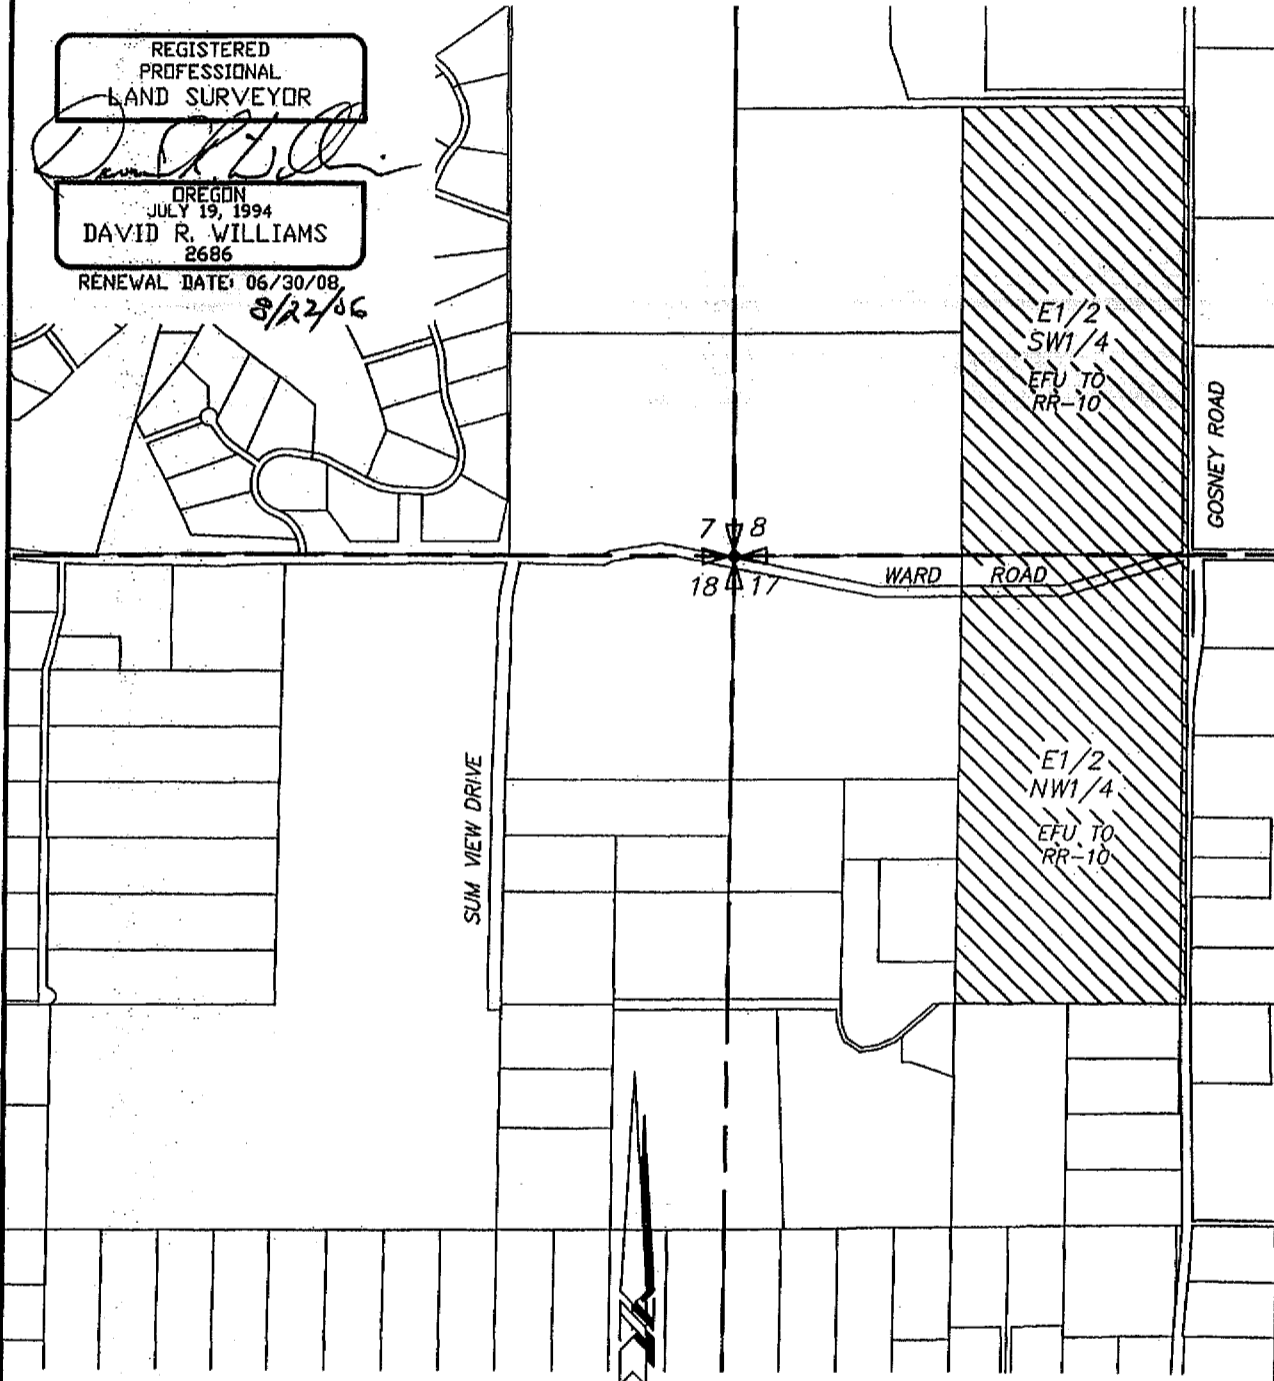 REGISTERED
PROFESSIONAL
LAND SURVEYOR
OREGON
JULY 19, 1994
DAVID R. WILLIAMS
2686
RENEWAL DATE: 06/30/08
8/22/06
E1/2
SW1/4
EFU TO
RR-10
GOSNEY ROAD
7 8
18 17
WARD ROAD
E1/2
NW1/4
EFU TO
RR-10
SUM VIEW DRIVE